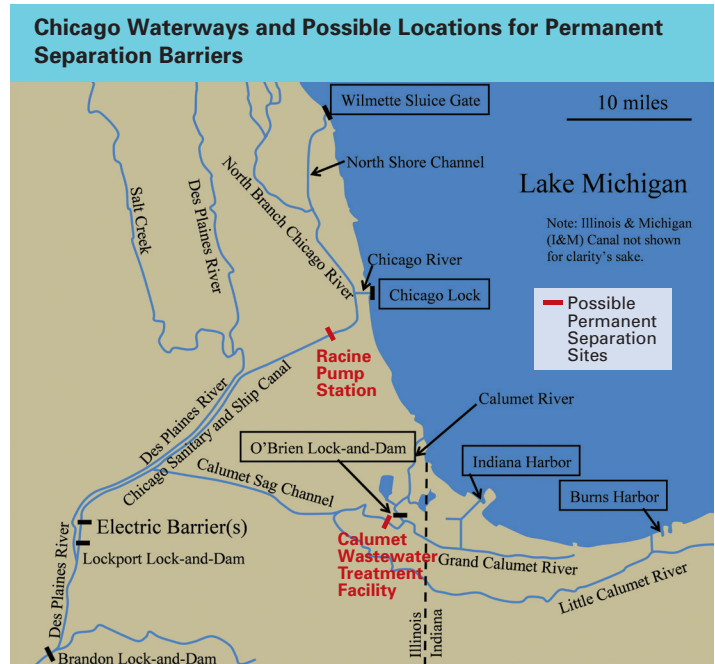 Chicago Waterways and Possible Locations for Permanent
Separation Barriers
Wilmette Sluice Gate
10 miles
North Shore Channel
Lake Michigan
Note: Illinois & Michigan
(I&M) Canal not shown
for clarity's sake.
Salt Creek
Des Plaines River
North Branch Chicago River
Chicago River
Chicago Lock
Possible
Permanent
Separation
Sites
Racine
Pump
Station
Des Plaines River
Chicago Sanitary and Ship Canal
Calumet River
O'Brien Lock-and-Dam
Indiana Harbor
Calumet Sag Channel
Burns Harbor
Electric Barrier(s)
Lockport Lock-and-Dam
Calumet
Wastewater
Treatment
Facility
Grand Calumet River
Little Calumet River
Des Plaines River
Illinois
Indiana
Brandon Lock-and-Dam